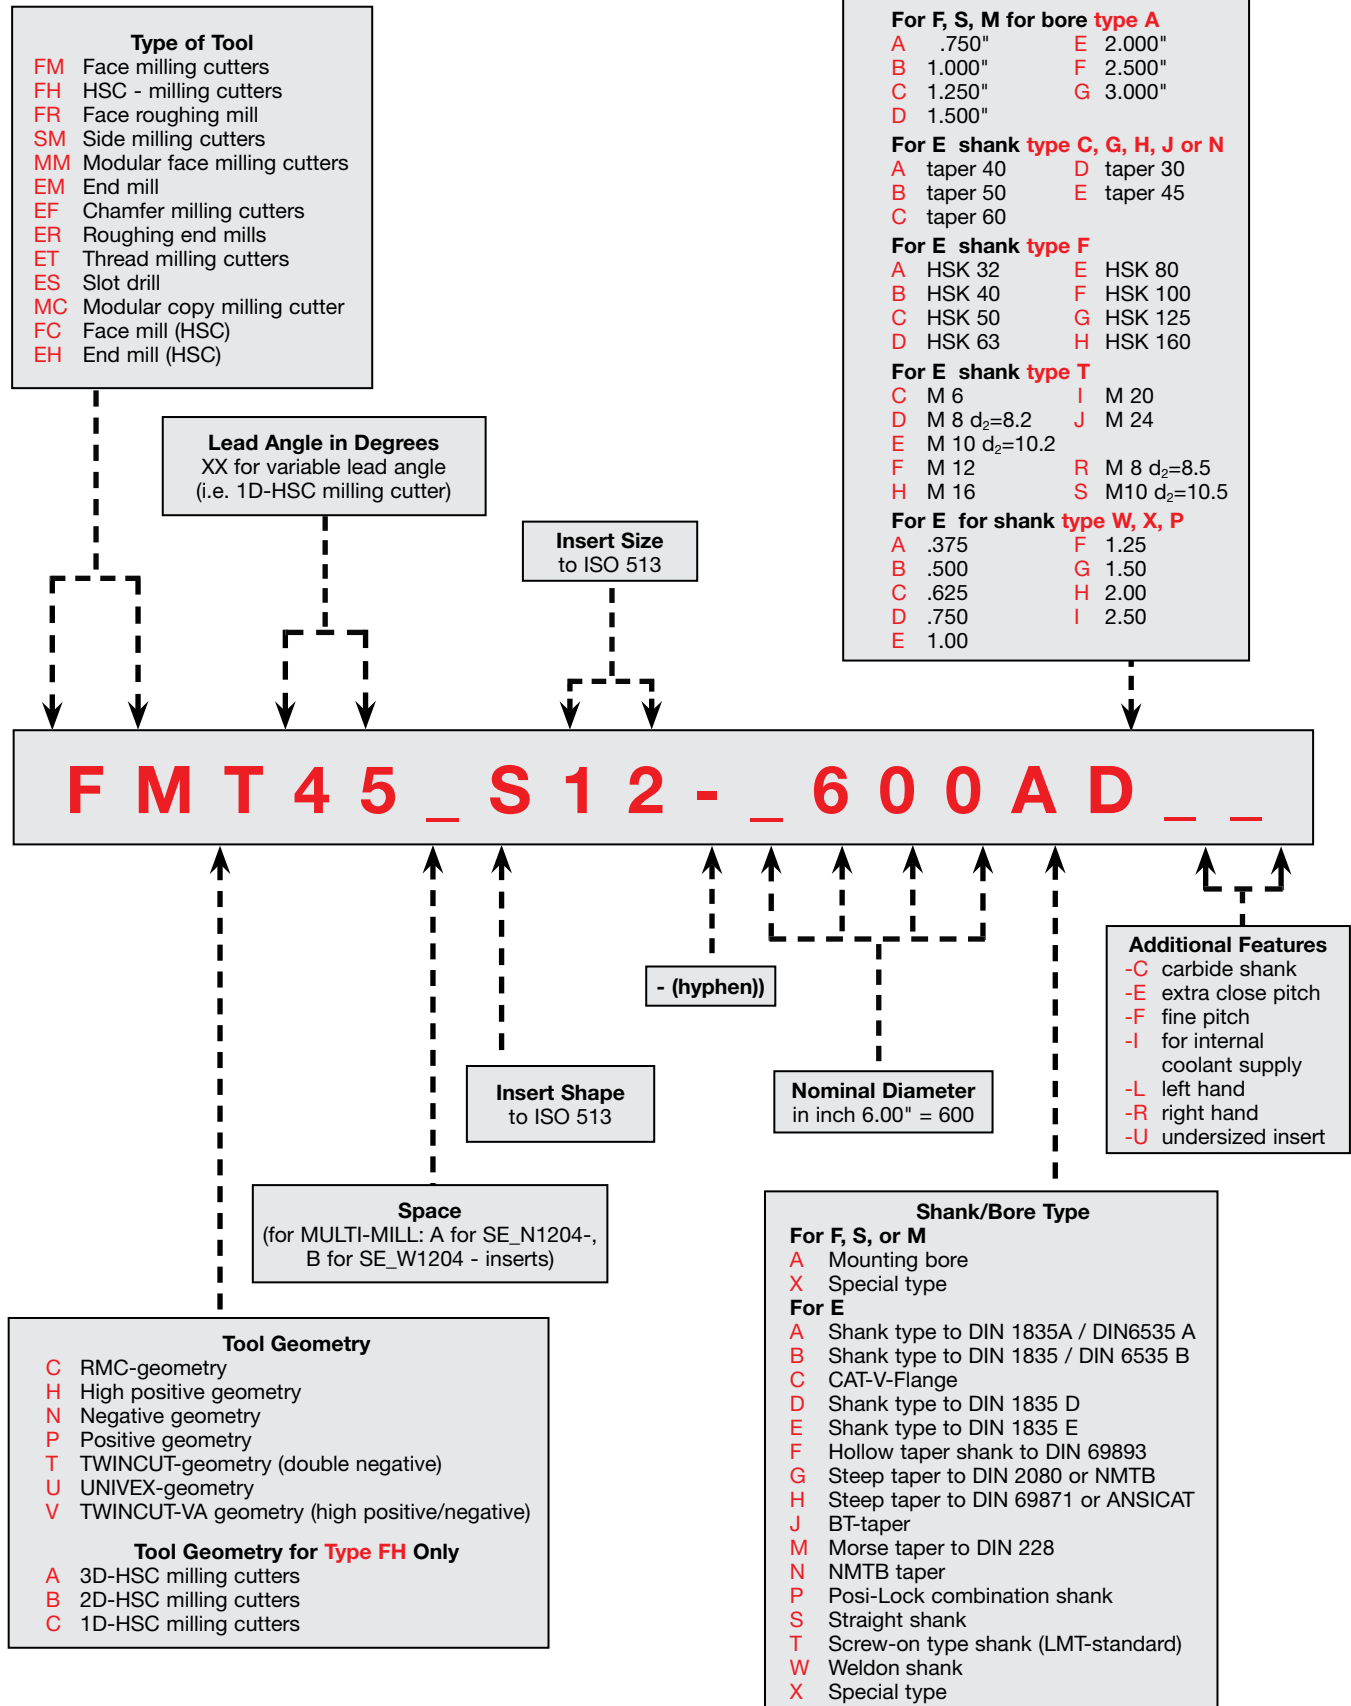 Type of Tool
FM Face milling cutters
FH HSC - milling cutters
FR Face roughing mill
SM Side milling cutters
MM Modular face milling cutters
EM End mill
EF Chamfer milling cutters
ER Roughing end mills
ET Thread milling cutters
ES Slot drill
MC Modular copy milling cutter
FC Face mill (HSC)
EH End mill (HSC)
Lead Angle in Degrees
XX for variable lead angle
(i.e. 1D-HSC milling cutter)
Insert Size
to ISO 513
For F, S, M for bore type A
A .750" E 2.000"
B 1.000" F 2.500"
C 1.250" G 3.000"
D 1.500"
For E shank type C, G, H, J or N
A taper 40 D taper 30
B taper 50 E taper 45
C taper 60
For E shank type F
A HSK 32 E HSK 80
B HSK 40 F HSK 100
C HSK 50 G HSK 125
D HSK 63 H HSK 160
For E shank type T
C M 6 I M 20
D M 8 d₂=8.2 J M 24
E M 10 d₂=10.2
F M 12 R M 8 d₂=8.5
H M 16 S M10 d₂=10.5
For E for shank type W, X, P
A .375 F 1.25
B .500 G 1.50
C .625 H 2.00
D .750 I 2.50
E 1.00
F M T 4 5 _ S 1 2 - _ 6 0 0 A D _ _
- (hyphen))
Insert Shape
to ISO 513
Nominal Diameter
in inch 6.00" = 600
Additional Features
-C carbide shank
-E extra close pitch
-F fine pitch
-I for internal
coolant supply
-L left hand
-R right hand
-U undersized insert
Space
(for MULTI-MILL: A for SE_N1204-,
B for SE_W1204 - inserts)
Tool Geometry
C RMC-geometry
H High positive geometry
N Negative geometry
P Positive geometry
T TWINCUT-geometry (double negative)
U UNIVEX-geometry
V TWINCUT-VA geometry (high positive/negative)
Tool Geometry for Type FH Only
A 3D-HSC milling cutters
B 2D-HSC milling cutters
C 1D-HSC milling cutters
Shank/Bore Type
For F, S, or M
A Mounting bore
X Special type
For E
A Shank type to DIN 1835A / DIN6535 A
B Shank type to DIN 1835 / DIN 6535 B
C CAT-V-Flange
D Shank type to DIN 1835 D
E Shank type to DIN 1835 E
F Hollow taper shank to DIN 69893
G Steep taper to DIN 2080 or NMTB
H Steep taper to DIN 69871 or ANSICAT
J BT-taper
M Morse taper to DIN 228
N NMTB taper
P Posi-Lock combination shank
S Straight shank
T Screw-on type shank (LMT-standard)
W Weldon shank
X Special type